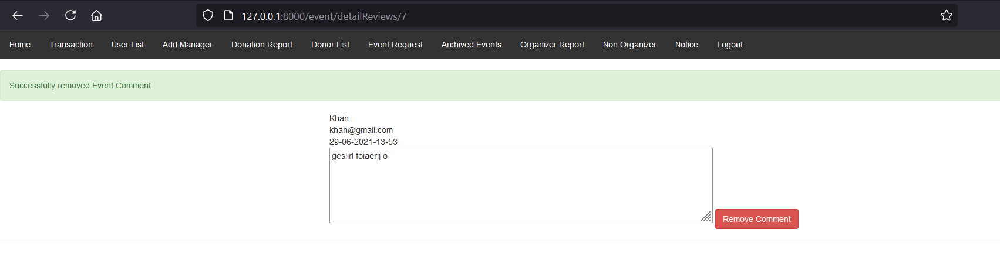 127.0.0.1:8000/event/detailReviews/7
Home Transaction User List Add Manager Donation Report Donor List Event Request Archived Events Organizer Report Non Organizer Notice Logout
Successfully removed Event Comment
Khan
khan@gmail.com
29-06-2021-13-53
geslirl foiaerij o
Remove Comment